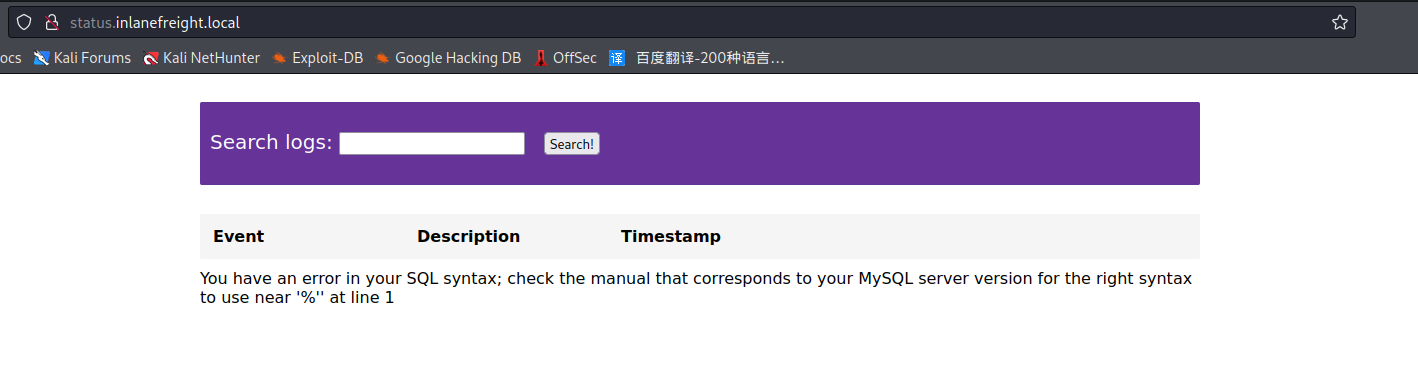 status.inlanefreight.local
ocs Kali Forums Kali NetHunter Exploit-DB Google Hacking DB OffSec 译 百度翻译-200种语言...
Search logs: Search!
Event Description Timestamp
You have an error in your SQL syntax; check the manual that corresponds to your MySQL server version for the right syntax
to use near '%'' at line 1